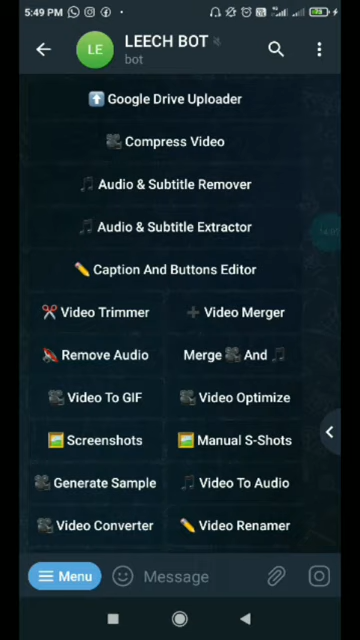 5:49 PM
LE
LEECH BOT
bot
Google Drive Uploader
Compress Video
Audio & Subtitle Remover
Audio & Subtitle Extractor
Caption And Buttons Editor
Video Trimmer
Video Merger
Remove Audio
Merge And
Video To GIF
Video Optimize
Screenshots
Manual S-Shots
Generate Sample
Video To Audio
Video Converter
Video Renamer
Menu
Message